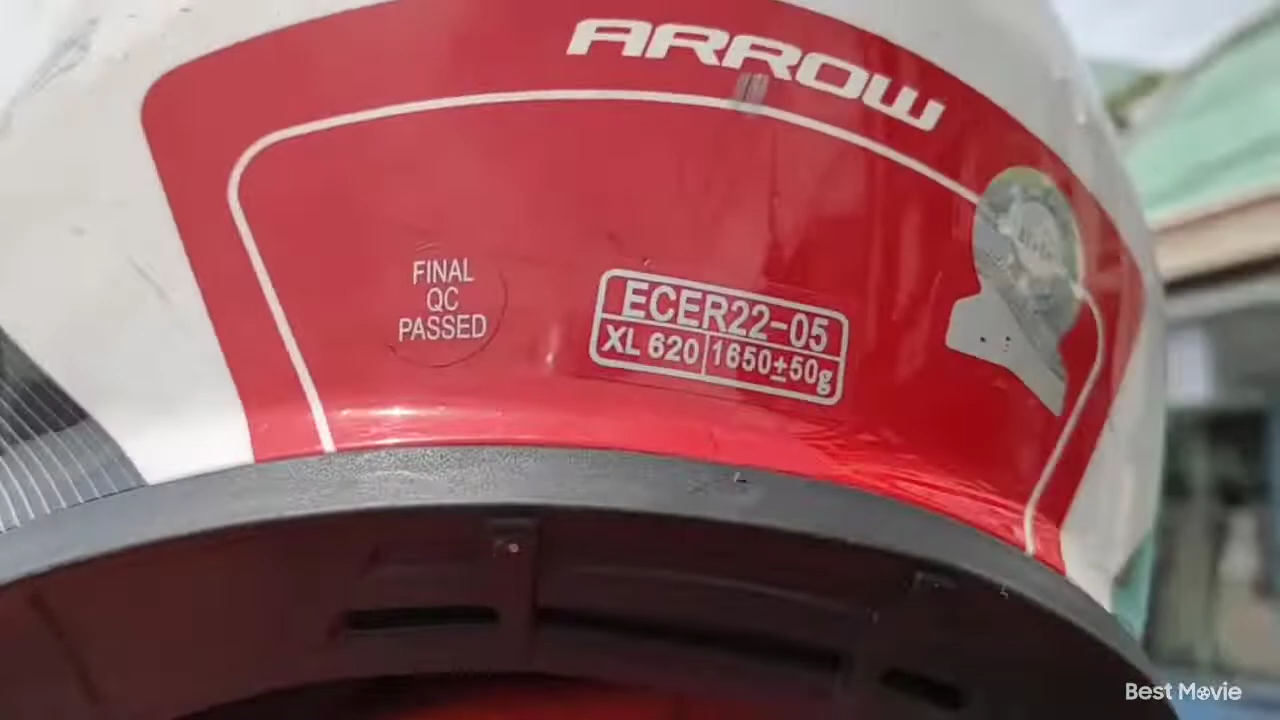 ARROW
FINAL
QC
PASSED
ECER22-05
XL 620 1650±50g
Best Movie